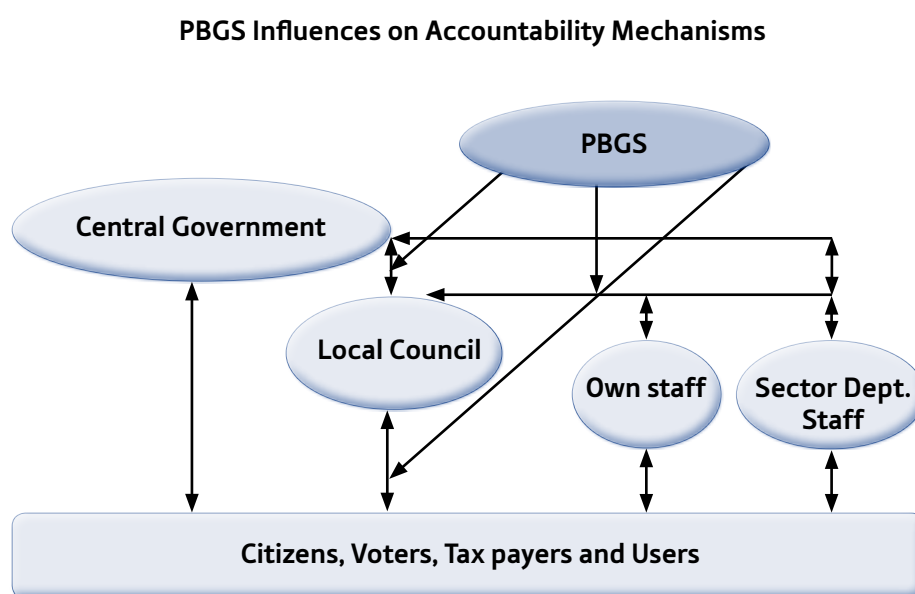 PBGS Influences on Accountability Mechanisms
PBGS
Central Government
Local Council
Own staff
Sector Dept.
Staff
Citizens, Voters, Tax payers and Users